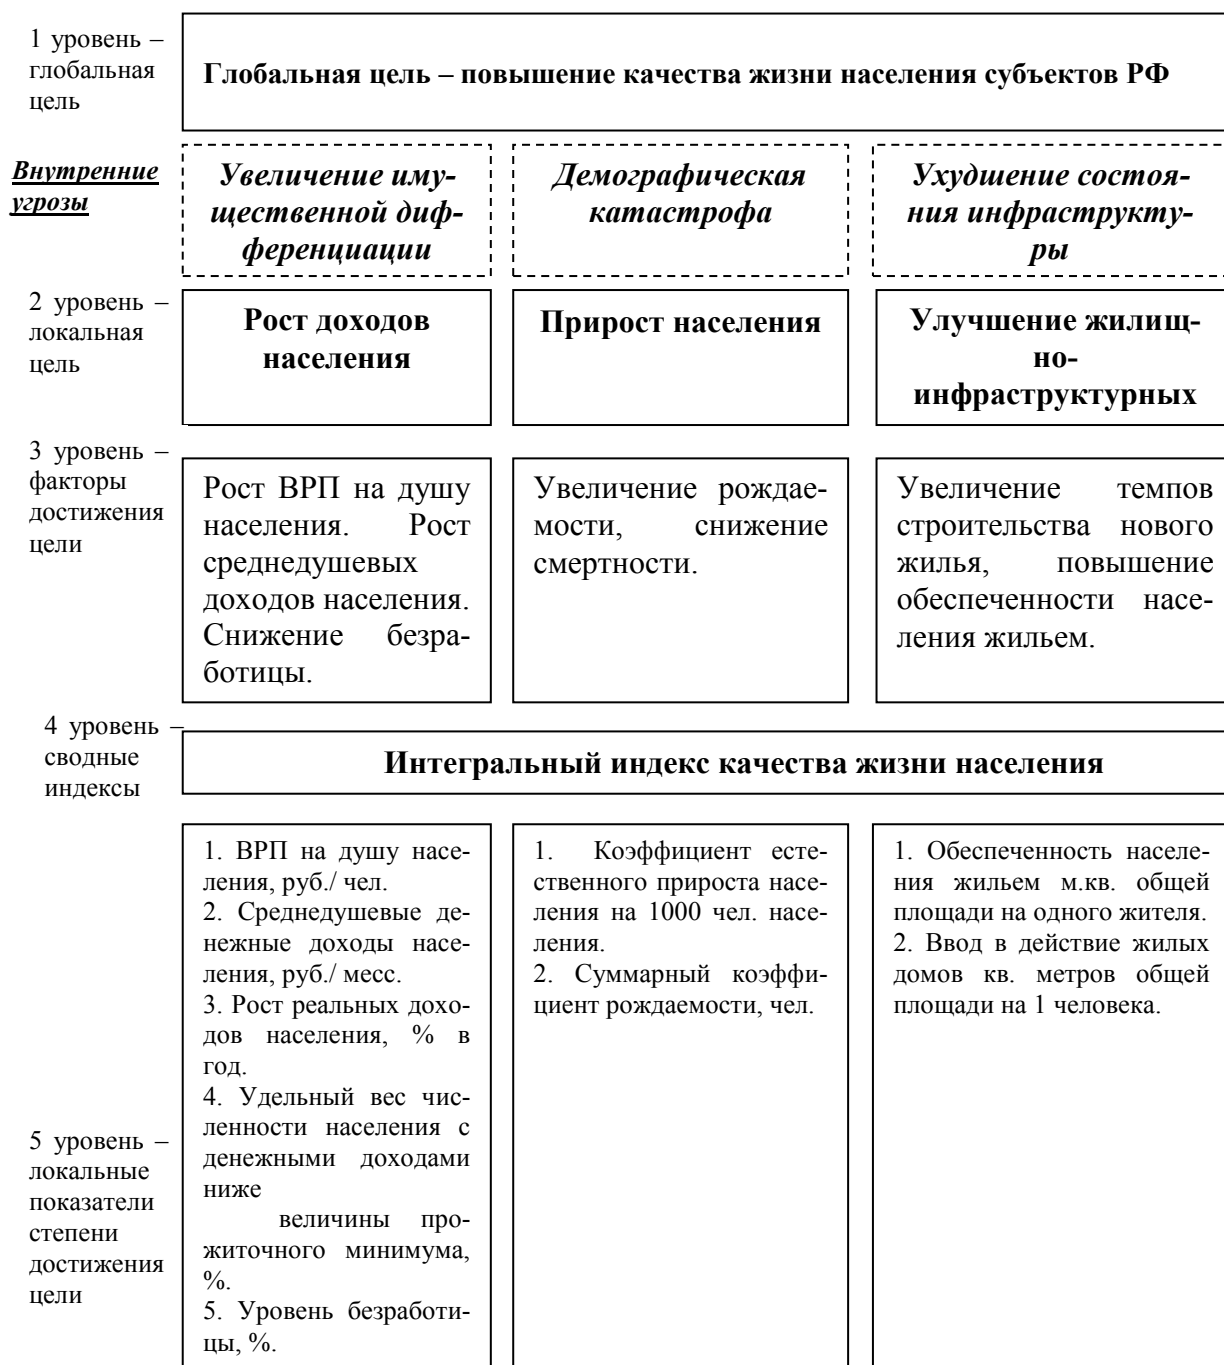 1 уровень –
глобальная
цель
Глобальная цель – повышение качества жизни населения субъектов РФ
Внутренние
угрозы
Увеличение иму-
щественной диф-
ференциации
Демографическая
катастрофа
Ухудшение состоя-
ния инфраструкту-
ры
2 уровень –
локальная
цель
Рост доходов
населения
Прирост населения
Улучшение жилищ-
но-
инфраструктурных
3 уровень –
факторы
достижения
цели
Рост ВРП на душу
населения. Рост
среднедушевых
доходов населения.
Снижение безра-
ботицы.
Увеличение рождае-
мости, снижение
смертности.
Увеличение темпов
строительства нового
жилья, повышение
обеспеченности насе-
ления жильем.
4 уровень –
сводные
индексы
Интегральный индекс качества жизни населения
5 уровень –
локальные
показатели
степени
достижения
цели
1. ВРП на душу насе-
ления, руб./ чел.
2. Среднедушевые де-
нежные доходы насе-
ления, руб./ месс.
3. Рост реальных дохо-
дов населения, % в
год.
4. Удельный вес чис-
ленности населения с
денежными доходами
ниже
величины про-
житочного минимума,
%.
5. Уровень безработи-
цы, %.
1. Коэффициент есте-
ственного прироста насе-
ления на 1000 чел. насе-
ления.
2. Суммарный коэффи-
циент рождаемости, чел.
1. Обеспеченность населе-
ния жильем м.кв. общей
площади на одного жителя.
2. Ввод в действие жилых
домов кв. метров общей
площади на 1 человека.